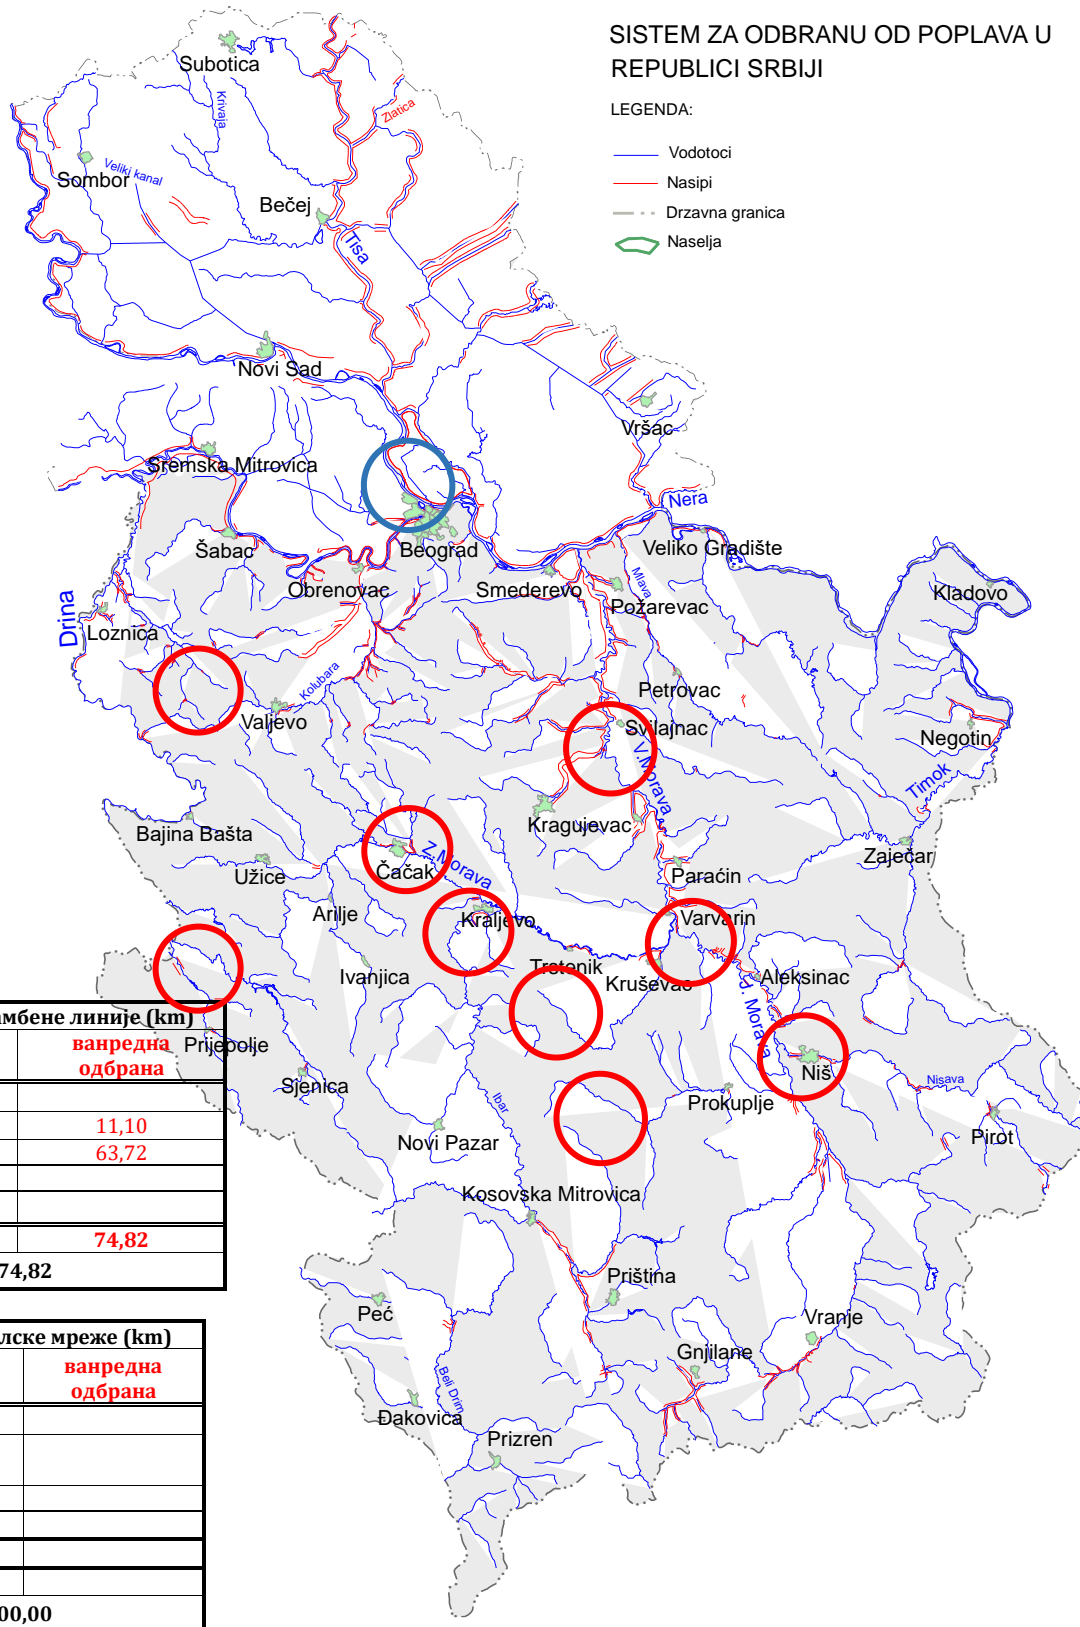 SISTEM ZA ODBRANU OD POPLAVA U
REPUBLICI SRBIJI
LEGENDA:
Vodotoci
Nasipi
Drzavna granica
Naselja
Subotica
Krivaja
Zlatica
Sombor
Veliki kanal
Bečej
Tisa
Novi Sad
Vršac
Sremska Mitrovica
Nera
Šabac
Beograd
Veliko Gradište
Obrenovac
Smederevo
Mlava
Požarevac
Kladovo
Drina
Loznica
Kolubara
Petrovac
Valjevo
Svilajnac
Negotin
V.Morava
Timok
Bajina Bašta
Kragujevac
Zaječar
Užice
Čačak
Z.Morava
Paraćin
Arilje
Kraljevo
Varvarin
Ivanjica
Trstenik
Kruševac
Aleksinac
J. Morava
Prijepolje
Sjenica
Niš
Nisava
Ibar
Prokuplje
Novi Pazar
Pirot
Kosovska Mitrovica
Priština
Peć
Vranje
Gnjilane
Beli Drim
Đakovica
Prizren
амбене линије (km)
ванредна
одбрана
11,10
63,72
74,82
74,82
лске мреже (km)
ванредна
одбрана
00,00